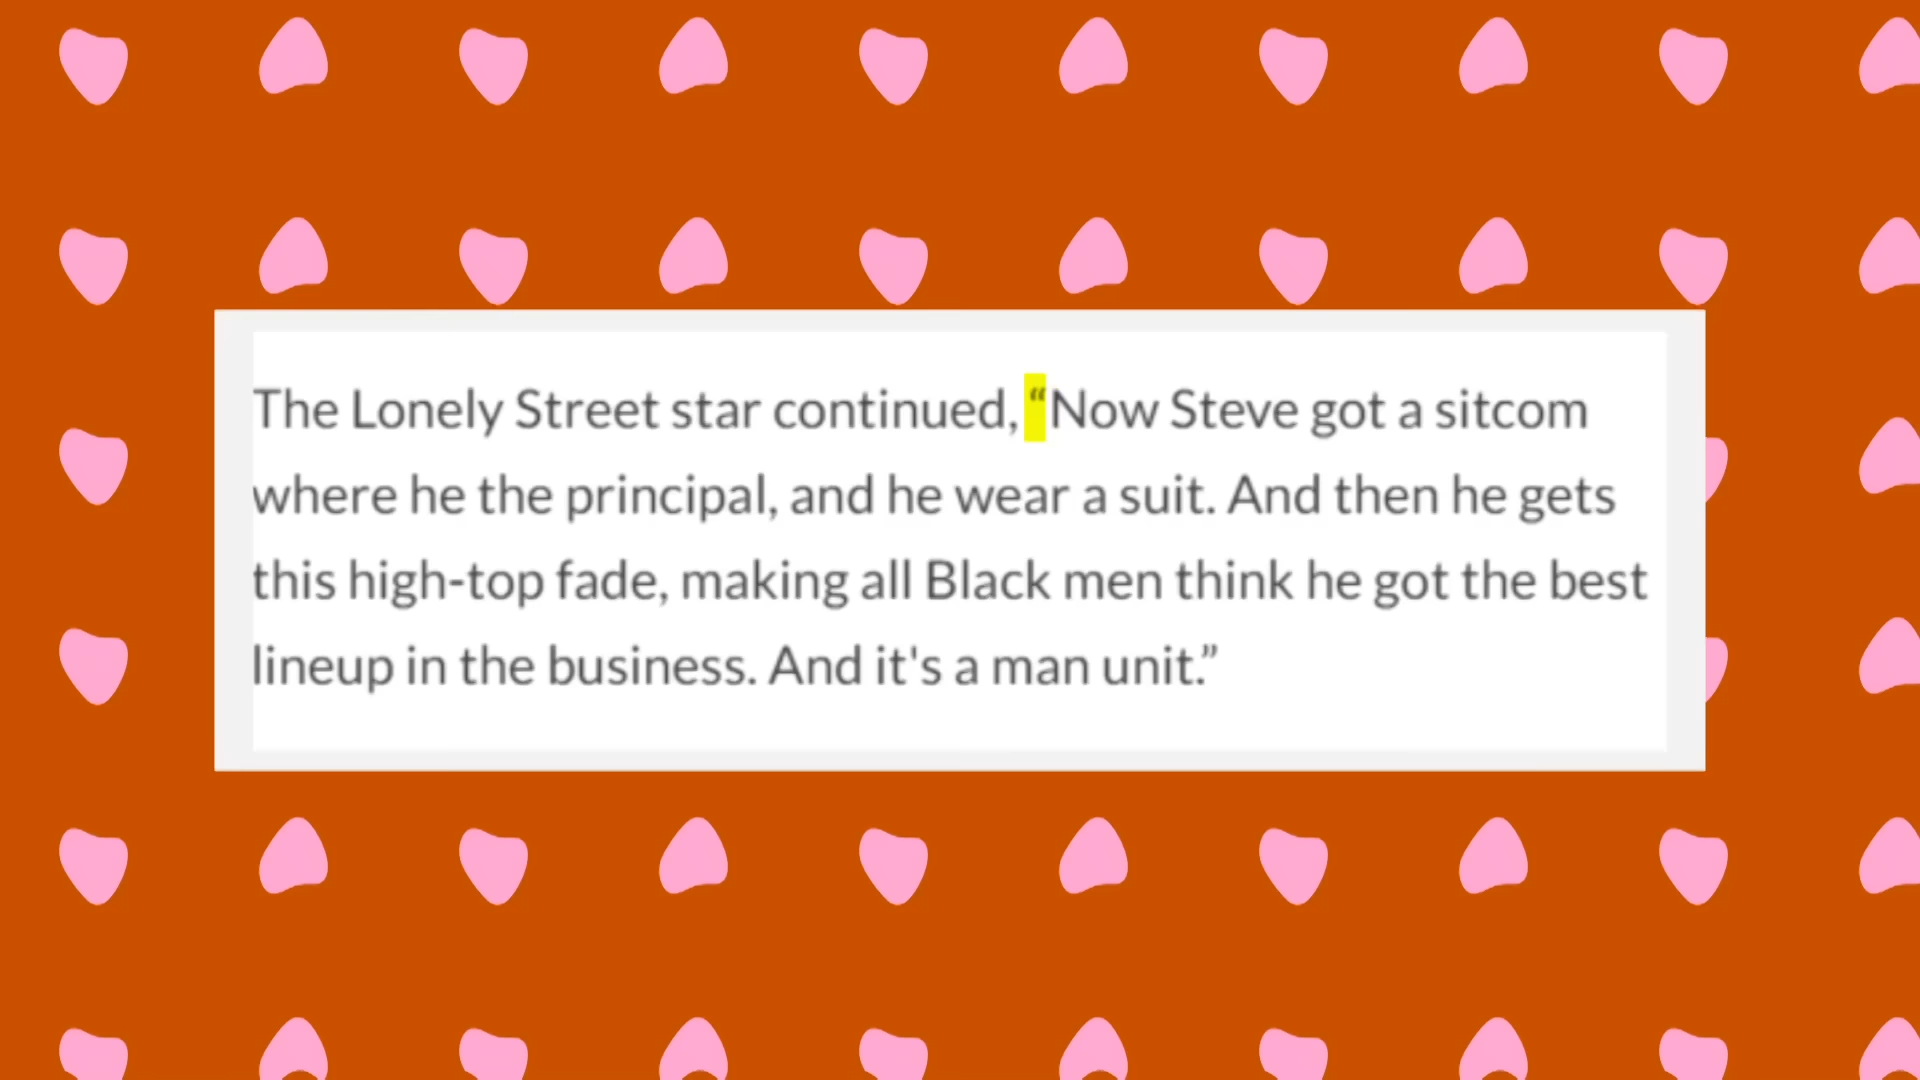 The Lonely Street star continued, “Now Steve got a sitcom
where he the principal, and he wear a suit. And then he gets
this high-top fade, making all Black men think he got the best
lineup in the business. And it's a man unit.”